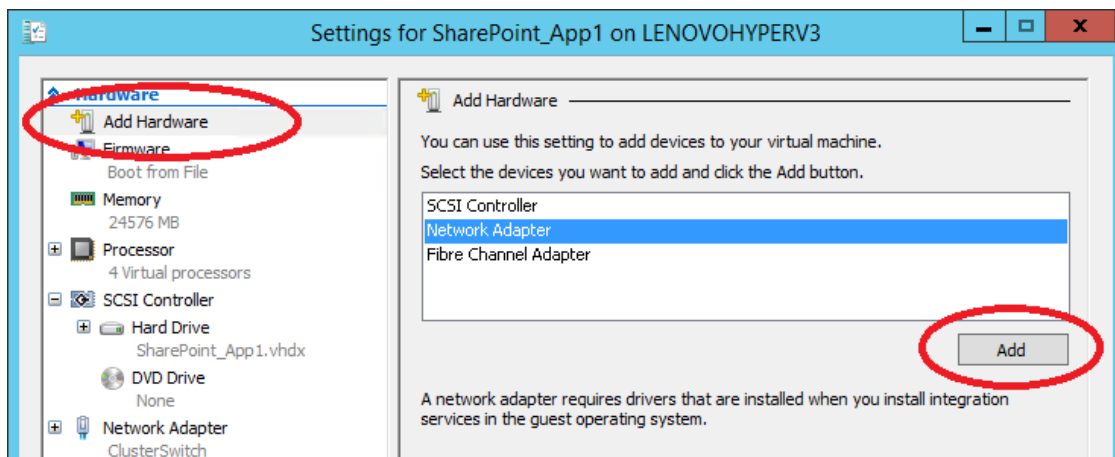 Settings for SharePoint_App1 on LENOVOHYPERV3
Hardware
Add Hardware
Firmware
Boot from File
Memory
24576 MB
Processor
4 Virtual processors
SCSI Controller
Hard Drive
SharePoint_App1.vhdx
DVD Drive
None
Network Adapter
ClusterSwitch
Add Hardware
You can use this setting to add devices to your virtual machine.
Select the devices you want to add and click the Add button.
SCSI Controller
Network Adapter
Fibre Channel Adapter
Add
A network adapter requires drivers that are installed when you install integration
services in the guest operating system.